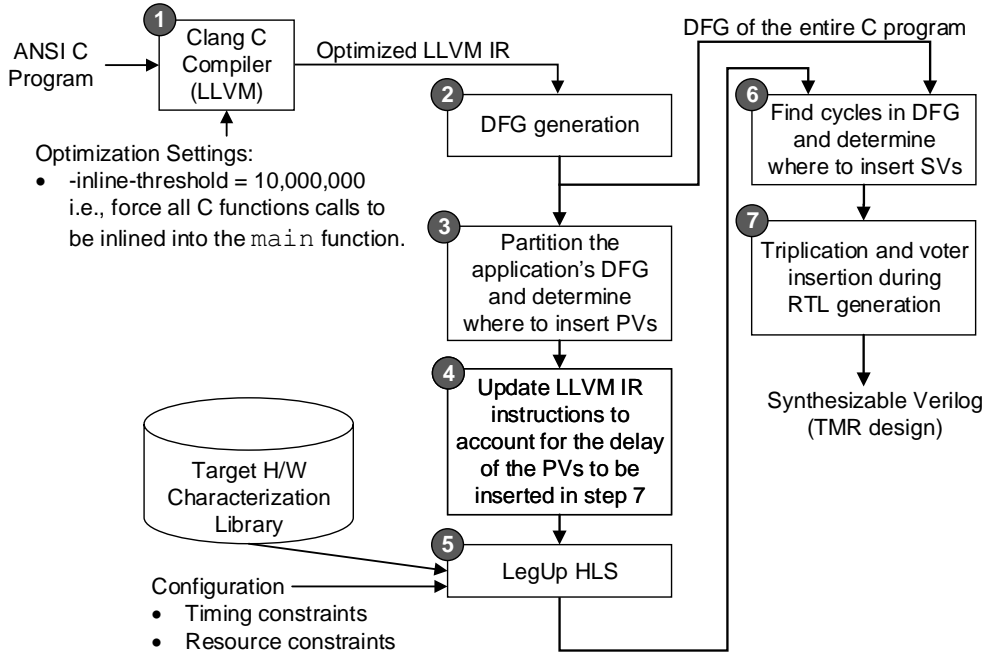 1
ANSI C
Program
Clang C
Compiler
(LLVM)
Optimized LLVM IR
DFG of the entire C program
Optimization Settings:
• -inline-threshold = 10,000,000
i.e., force all C functions calls to
be inlined into the main function.
2
DFG generation
3
Partition the
application's DFG
and determine
where to insert PVs
4
Update LLVM IR
instructions to
account for the delay
of the PVs to be
inserted in step 7
Target H/W
Characterization
Library
Configuration
• Timing constraints
• Resource constraints
5
LegUp HLS
6
Find cycles in DFG
and determine
where to insert SVs
7
Triplication and voter
insertion during
RTL generation
Synthesizable Verilog
(TMR design)